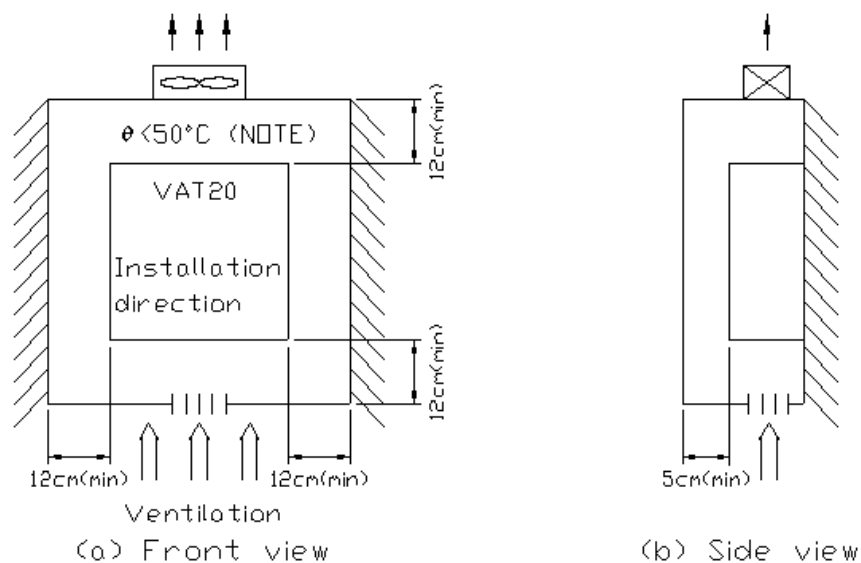 θ<50°C (NOTE)
12cm(min)
VAT20
Installation
direction
12cm(min)
12cm(min)
12cm(min)
5cm(min)
Ventilation
(a) Front view
(b) Side view